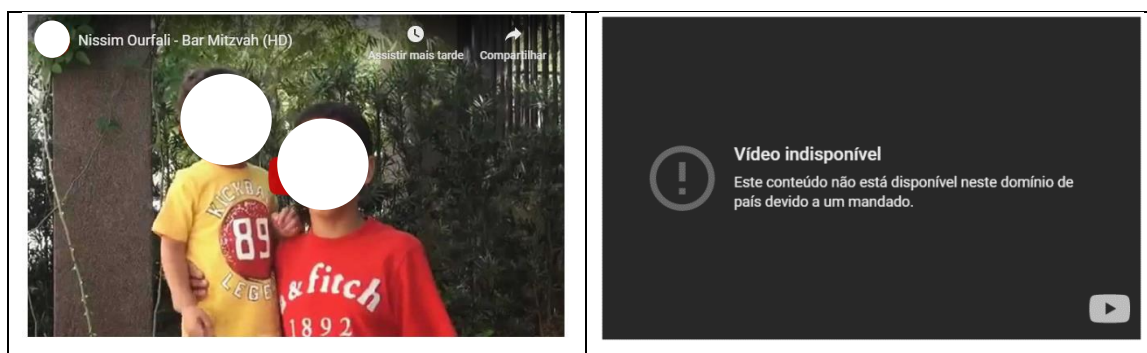 Nissim Ourfali - Bar Mitzvah (HD)
Assistir mais tarde
Compartilhar
89
LEGE
& fitch
1892
Vídeo indisponível
Este conteúdo não está disponível neste domínio de
país devido a um mandado.